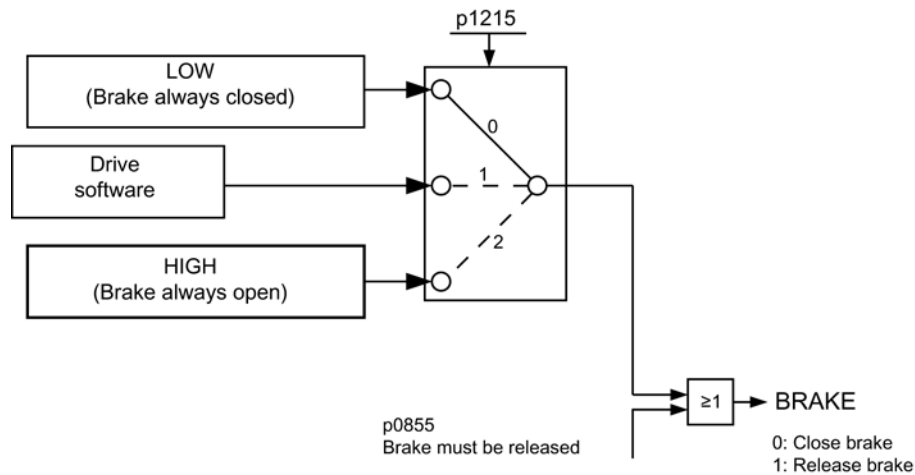 p1215
LOW
(Brake always closed)
0
Drive
software
1
2
HIGH
(Brake always open)
p0855
Brake must be released
≥1
BRAKE
0: Close brake
1: Release brake